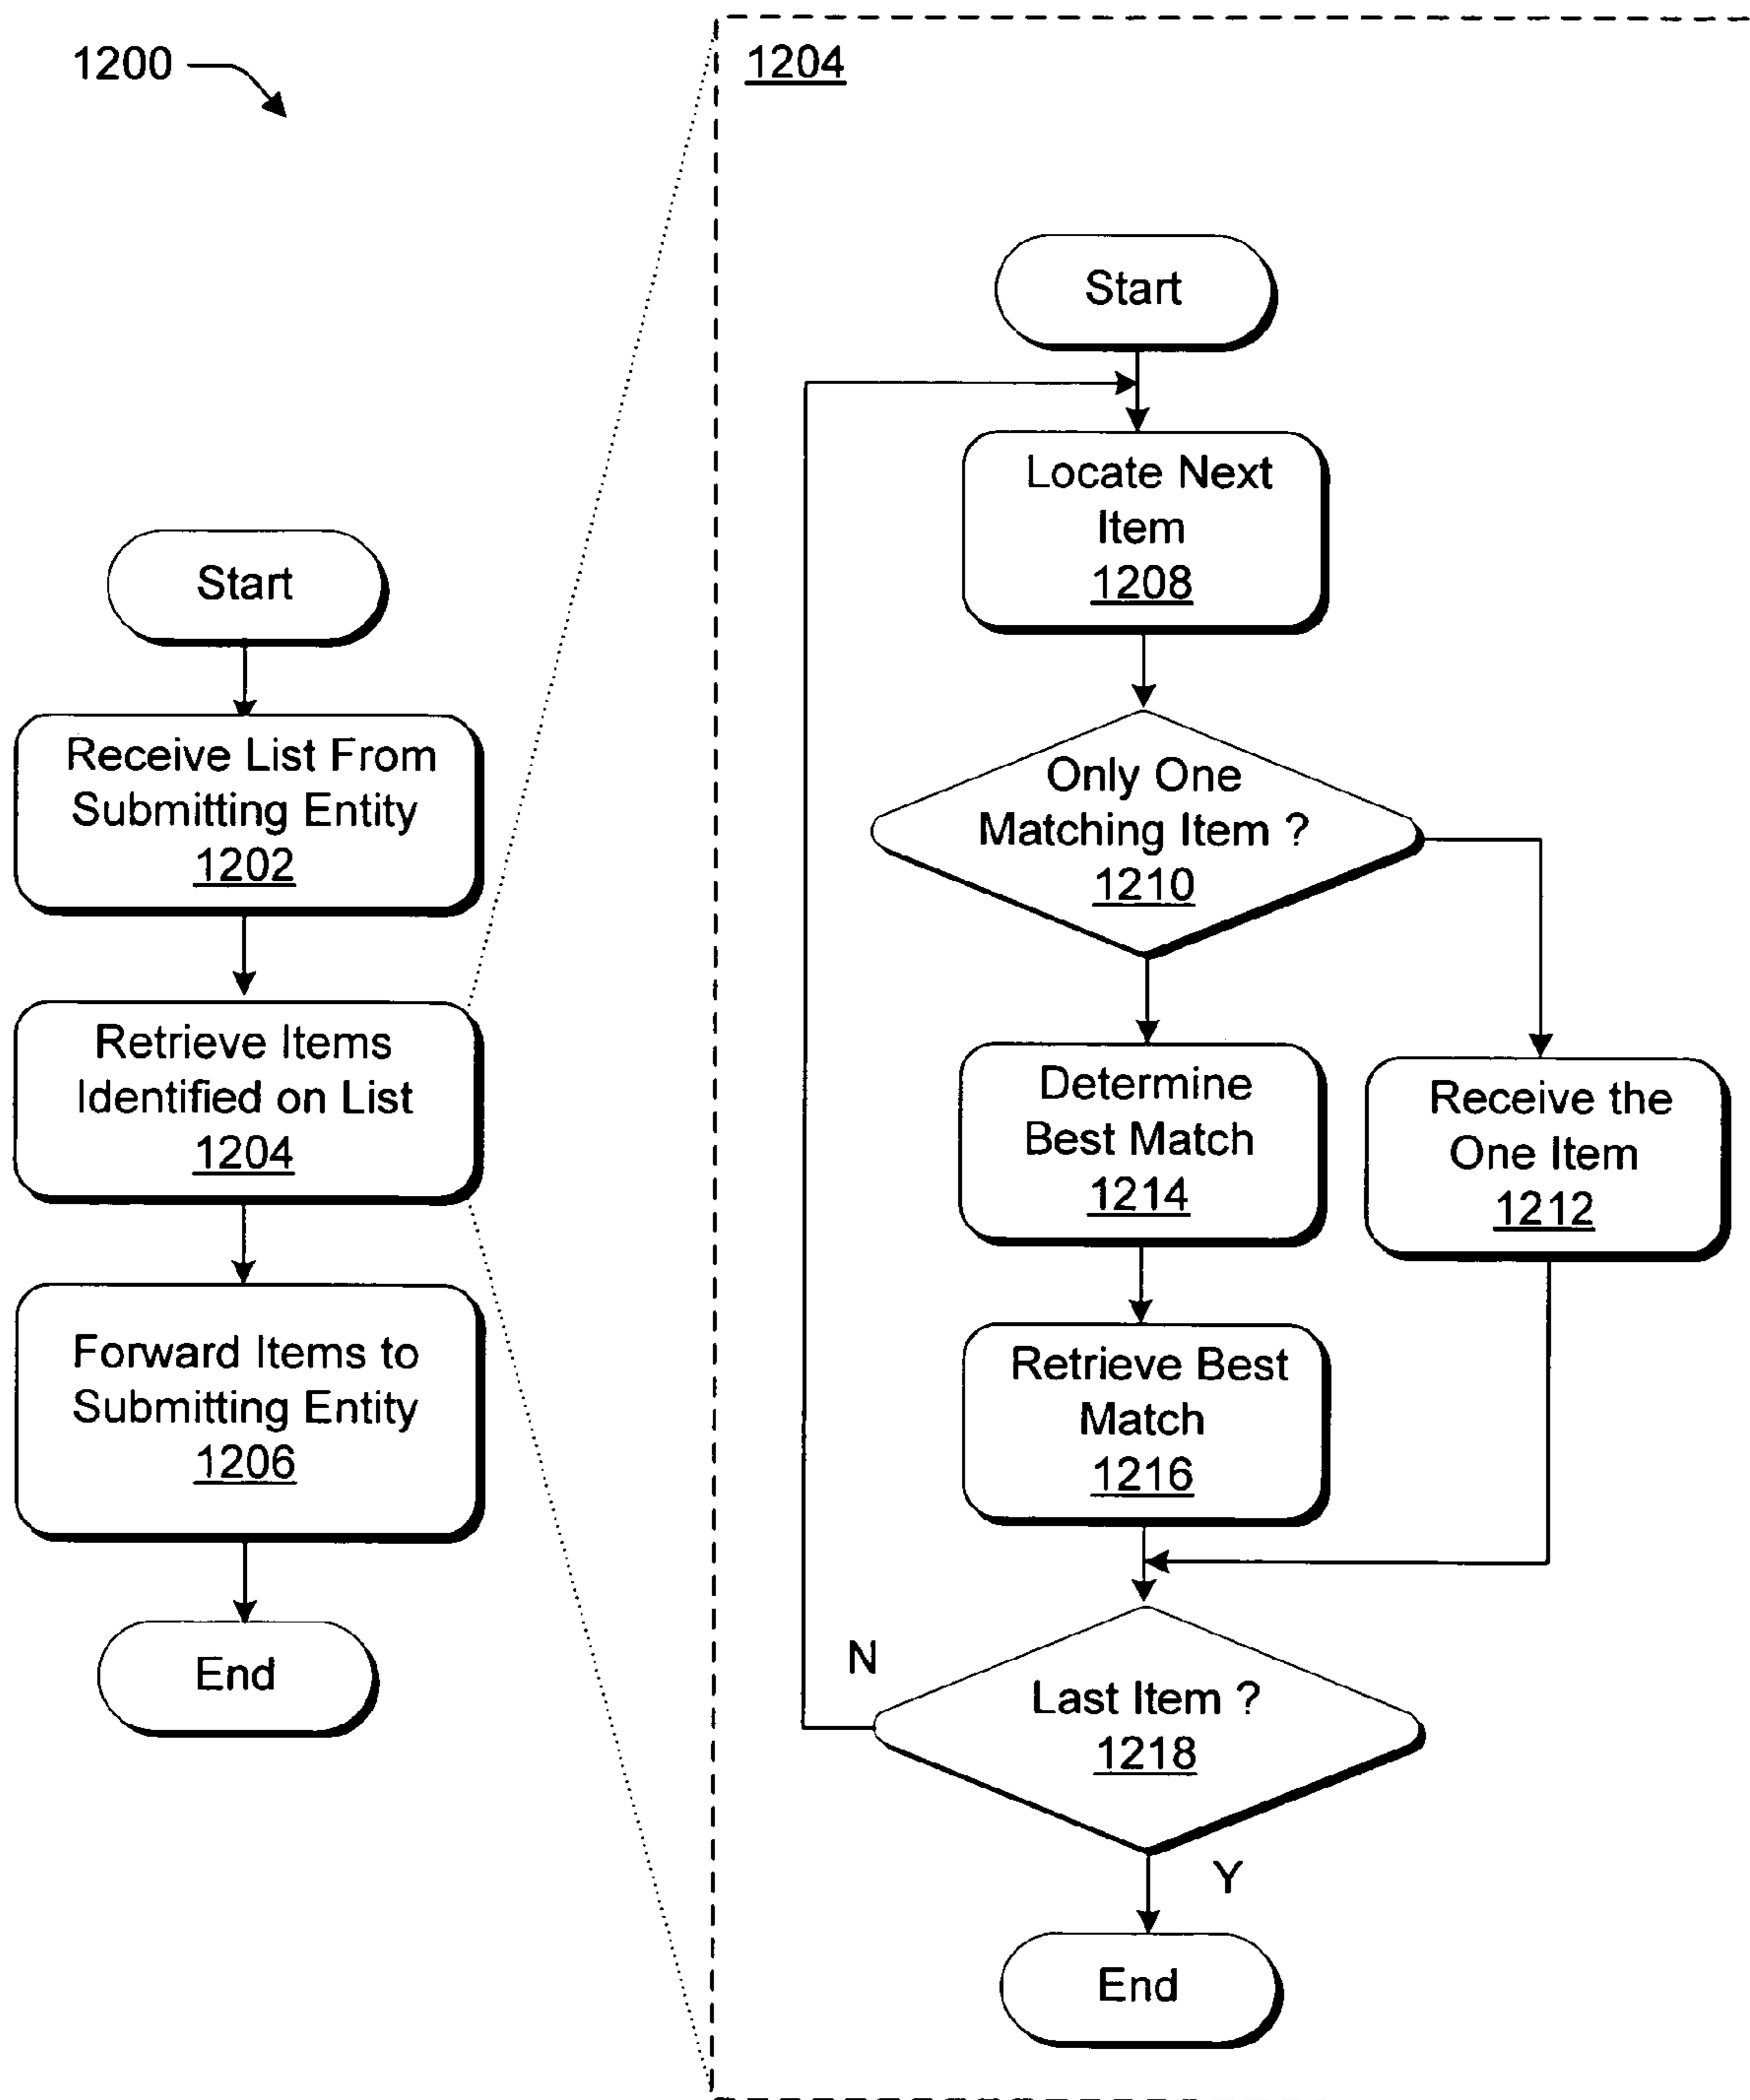 1200
Start
Receive List From
Submitting Entity
1202
Retrieve Items
Identified on List
1204
Forward Items to
Submitting Entity
1206
End
1204
Start
Locate Next
Item
1208
Only One
Matching Item ?
1210
Determine
Best Match
1214
Receive the
One Item
1212
Retrieve Best
Match
1216
N
Last Item ?
1218
Y
End